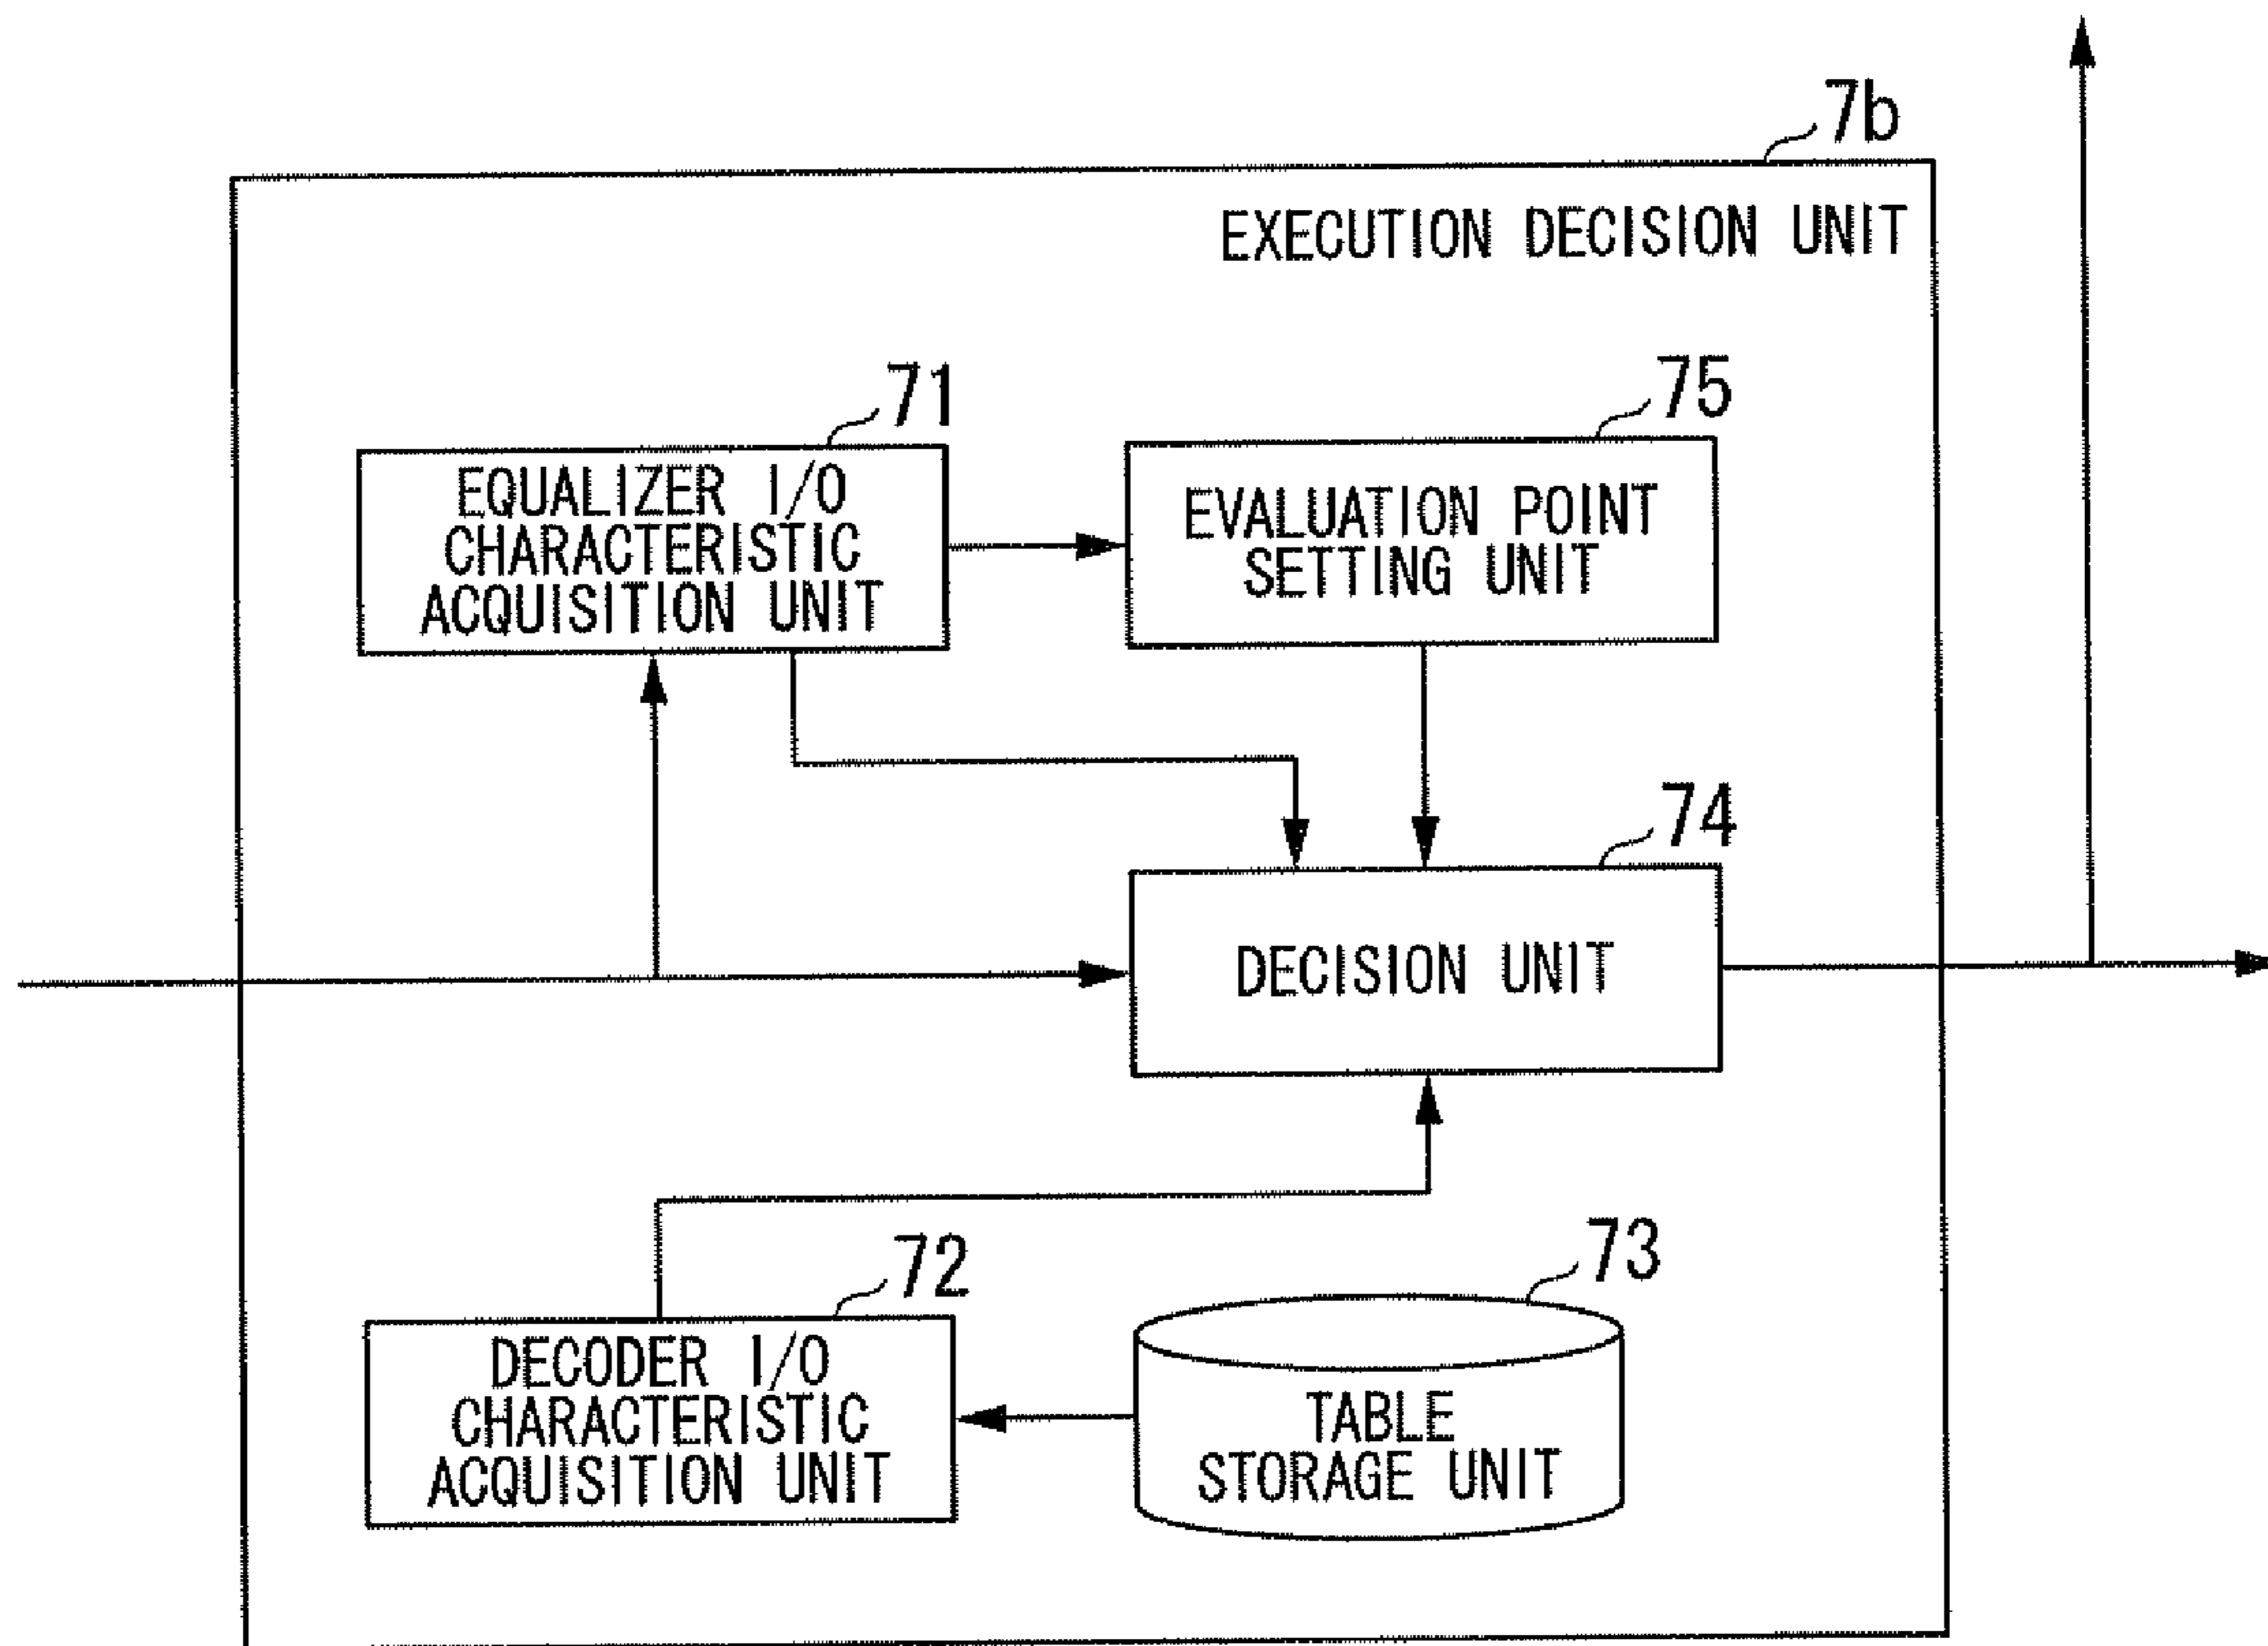 7b
EXECUTION DECISION UNIT
71
EQUALIZER I/O
CHARACTERISTIC
ACQUISITION UNIT
75
EVALUATION POINT
SETTING UNIT
74
DECISION UNIT
72
DECODER I/O
CHARACTERISTIC
ACQUISITION UNIT
73
TABLE
STORAGE UNIT